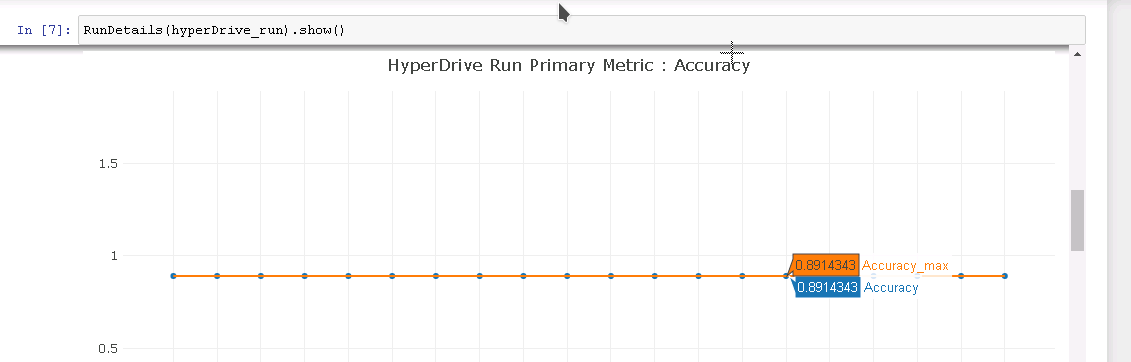 In [7]: RunDetails(hyperDrive_run).show()
HyperDrive Run Primary Metric : Accuracy
1.5
1
0.8914343 Accuracy_max
0.8914343 Accuracy
0.5